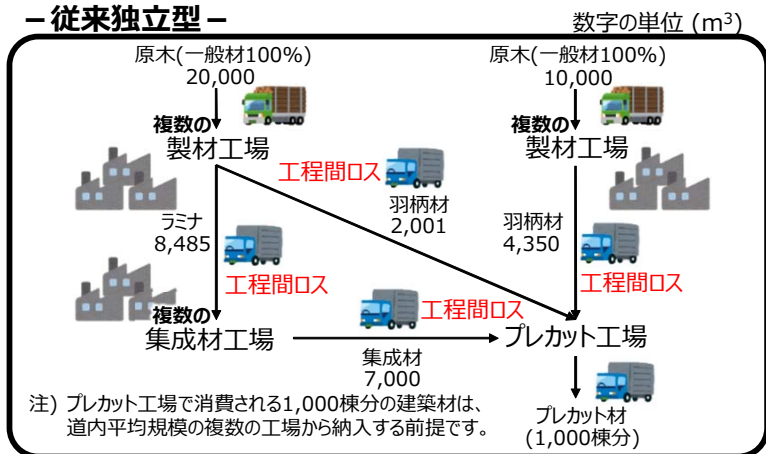 －従来独立型－
数字の単位 (m³)
原木(一般材100%)
20,000
原木(一般材100%)
10,000
複数の
製材工場
複数の
製材工場
工程間ロス
羽柄材
2,001
ラミナ
8,485
羽柄材
4,350
工程間ロス
工程間ロス
工程間ロス
複数の
集成材工場
プレカット工場
集成材
7,000
注) プレカット工場で消費される1,000棟分の建築材は、
道内平均規模の複数の工場から納入する前提です。
プレカット材
(1,000棟分)